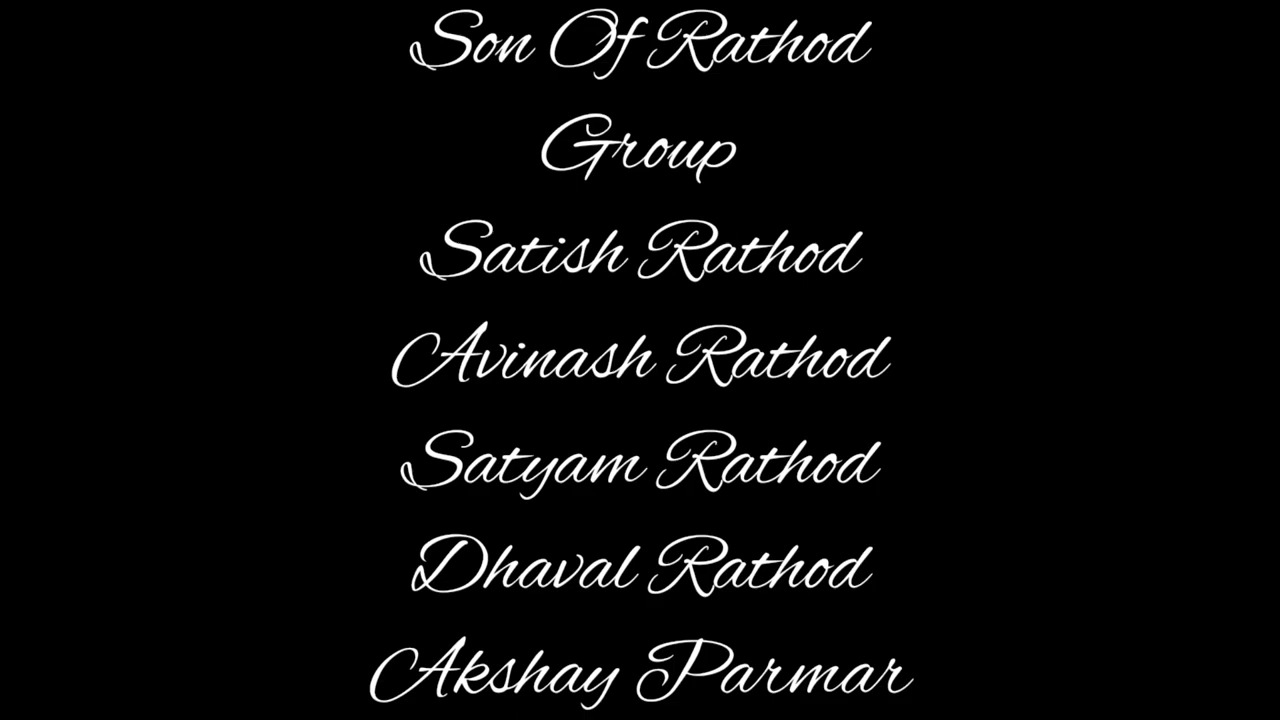 Son Of Rathod
Group
Satish Rathod
Avinash Rathod
Satyam Rathod
Dhaval Rathod
Akshay Parmar